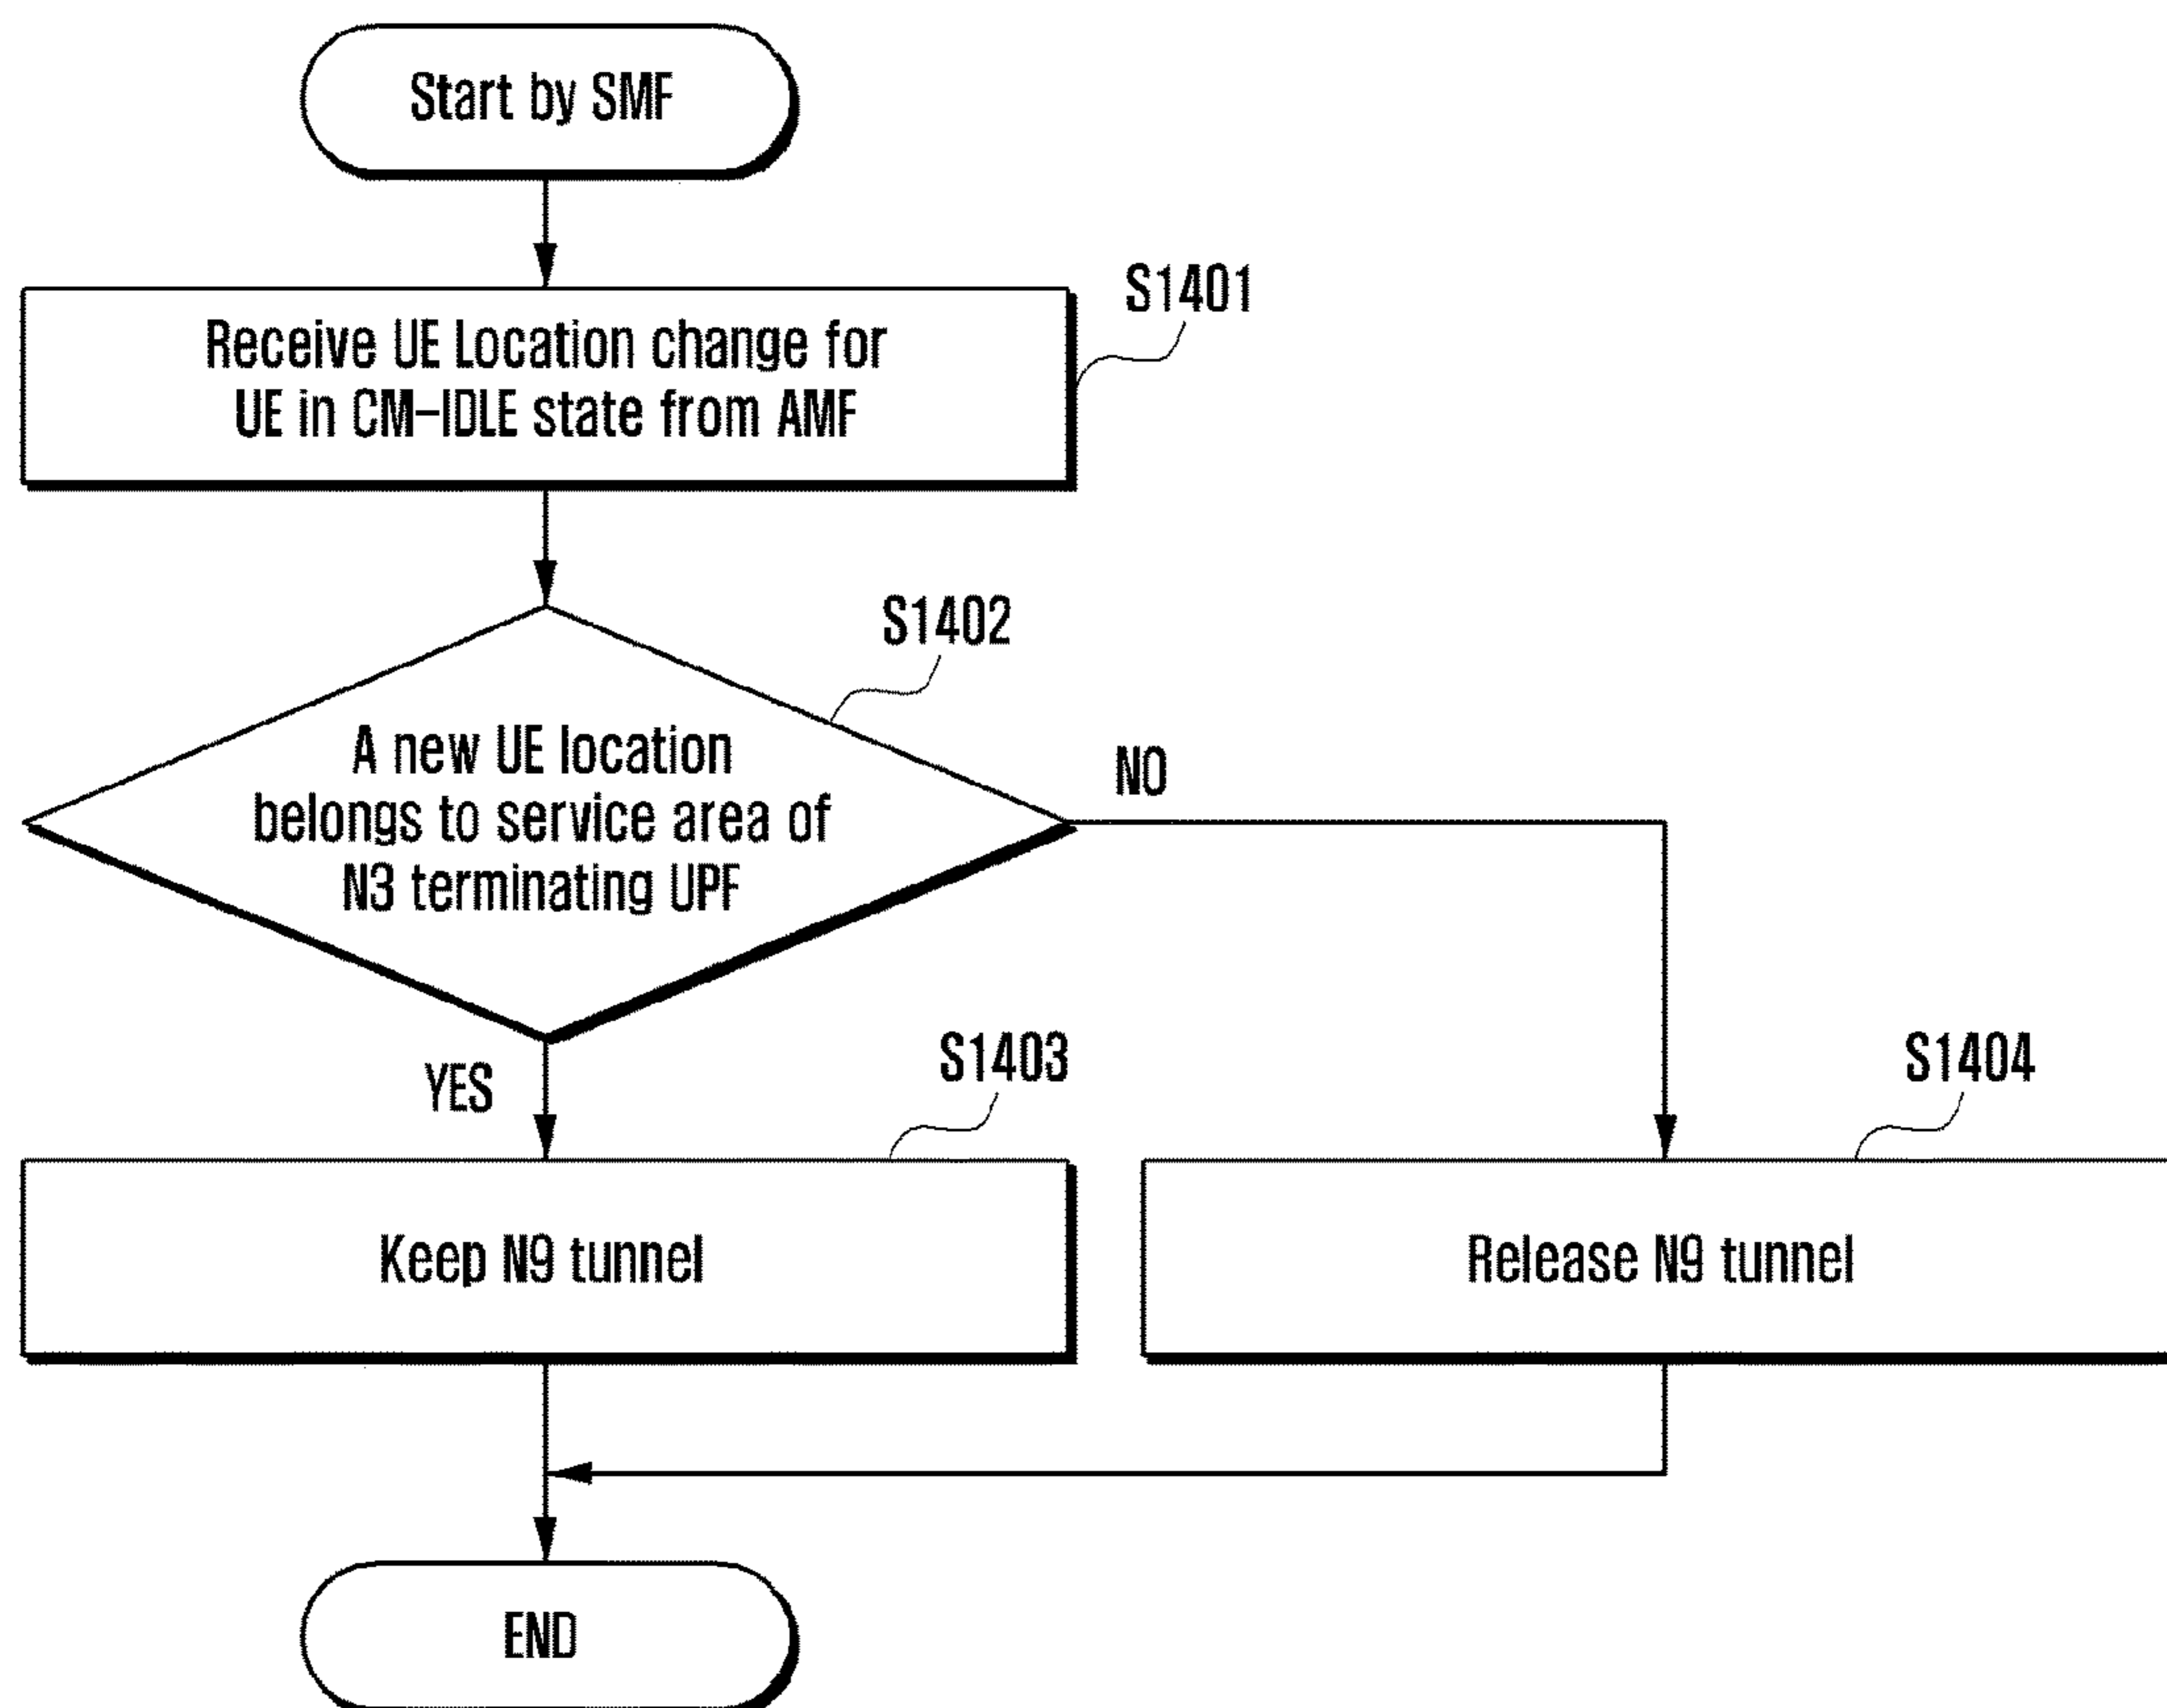 Start by SMF
S1401
Receive UE Location change for
UE in CM-IDLE state from AMF
S1402
A new UE location
belongs to service area of
N3 terminating UPF
NO
YES
S1403
S1404
Keep N9 tunnel
Release N9 tunnel
END